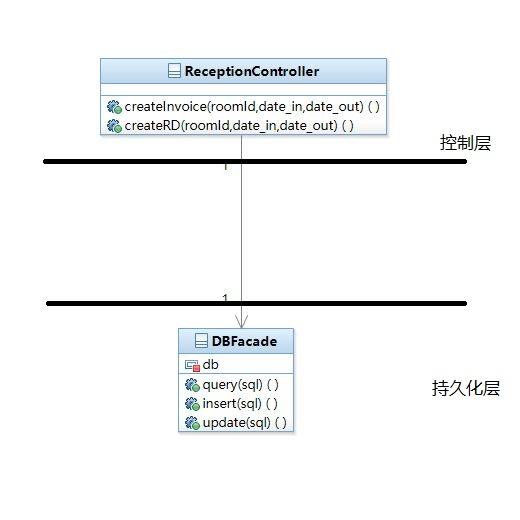 ReceptionController
createInvoice(roomId,date_in,date_out) ( )
createRD(roomId,date_in,date_out) ( )
控制层
1
1
DBFacade
db
query(sql) ( )
insert(sql) ( )
update(sql) ( )
持久化层